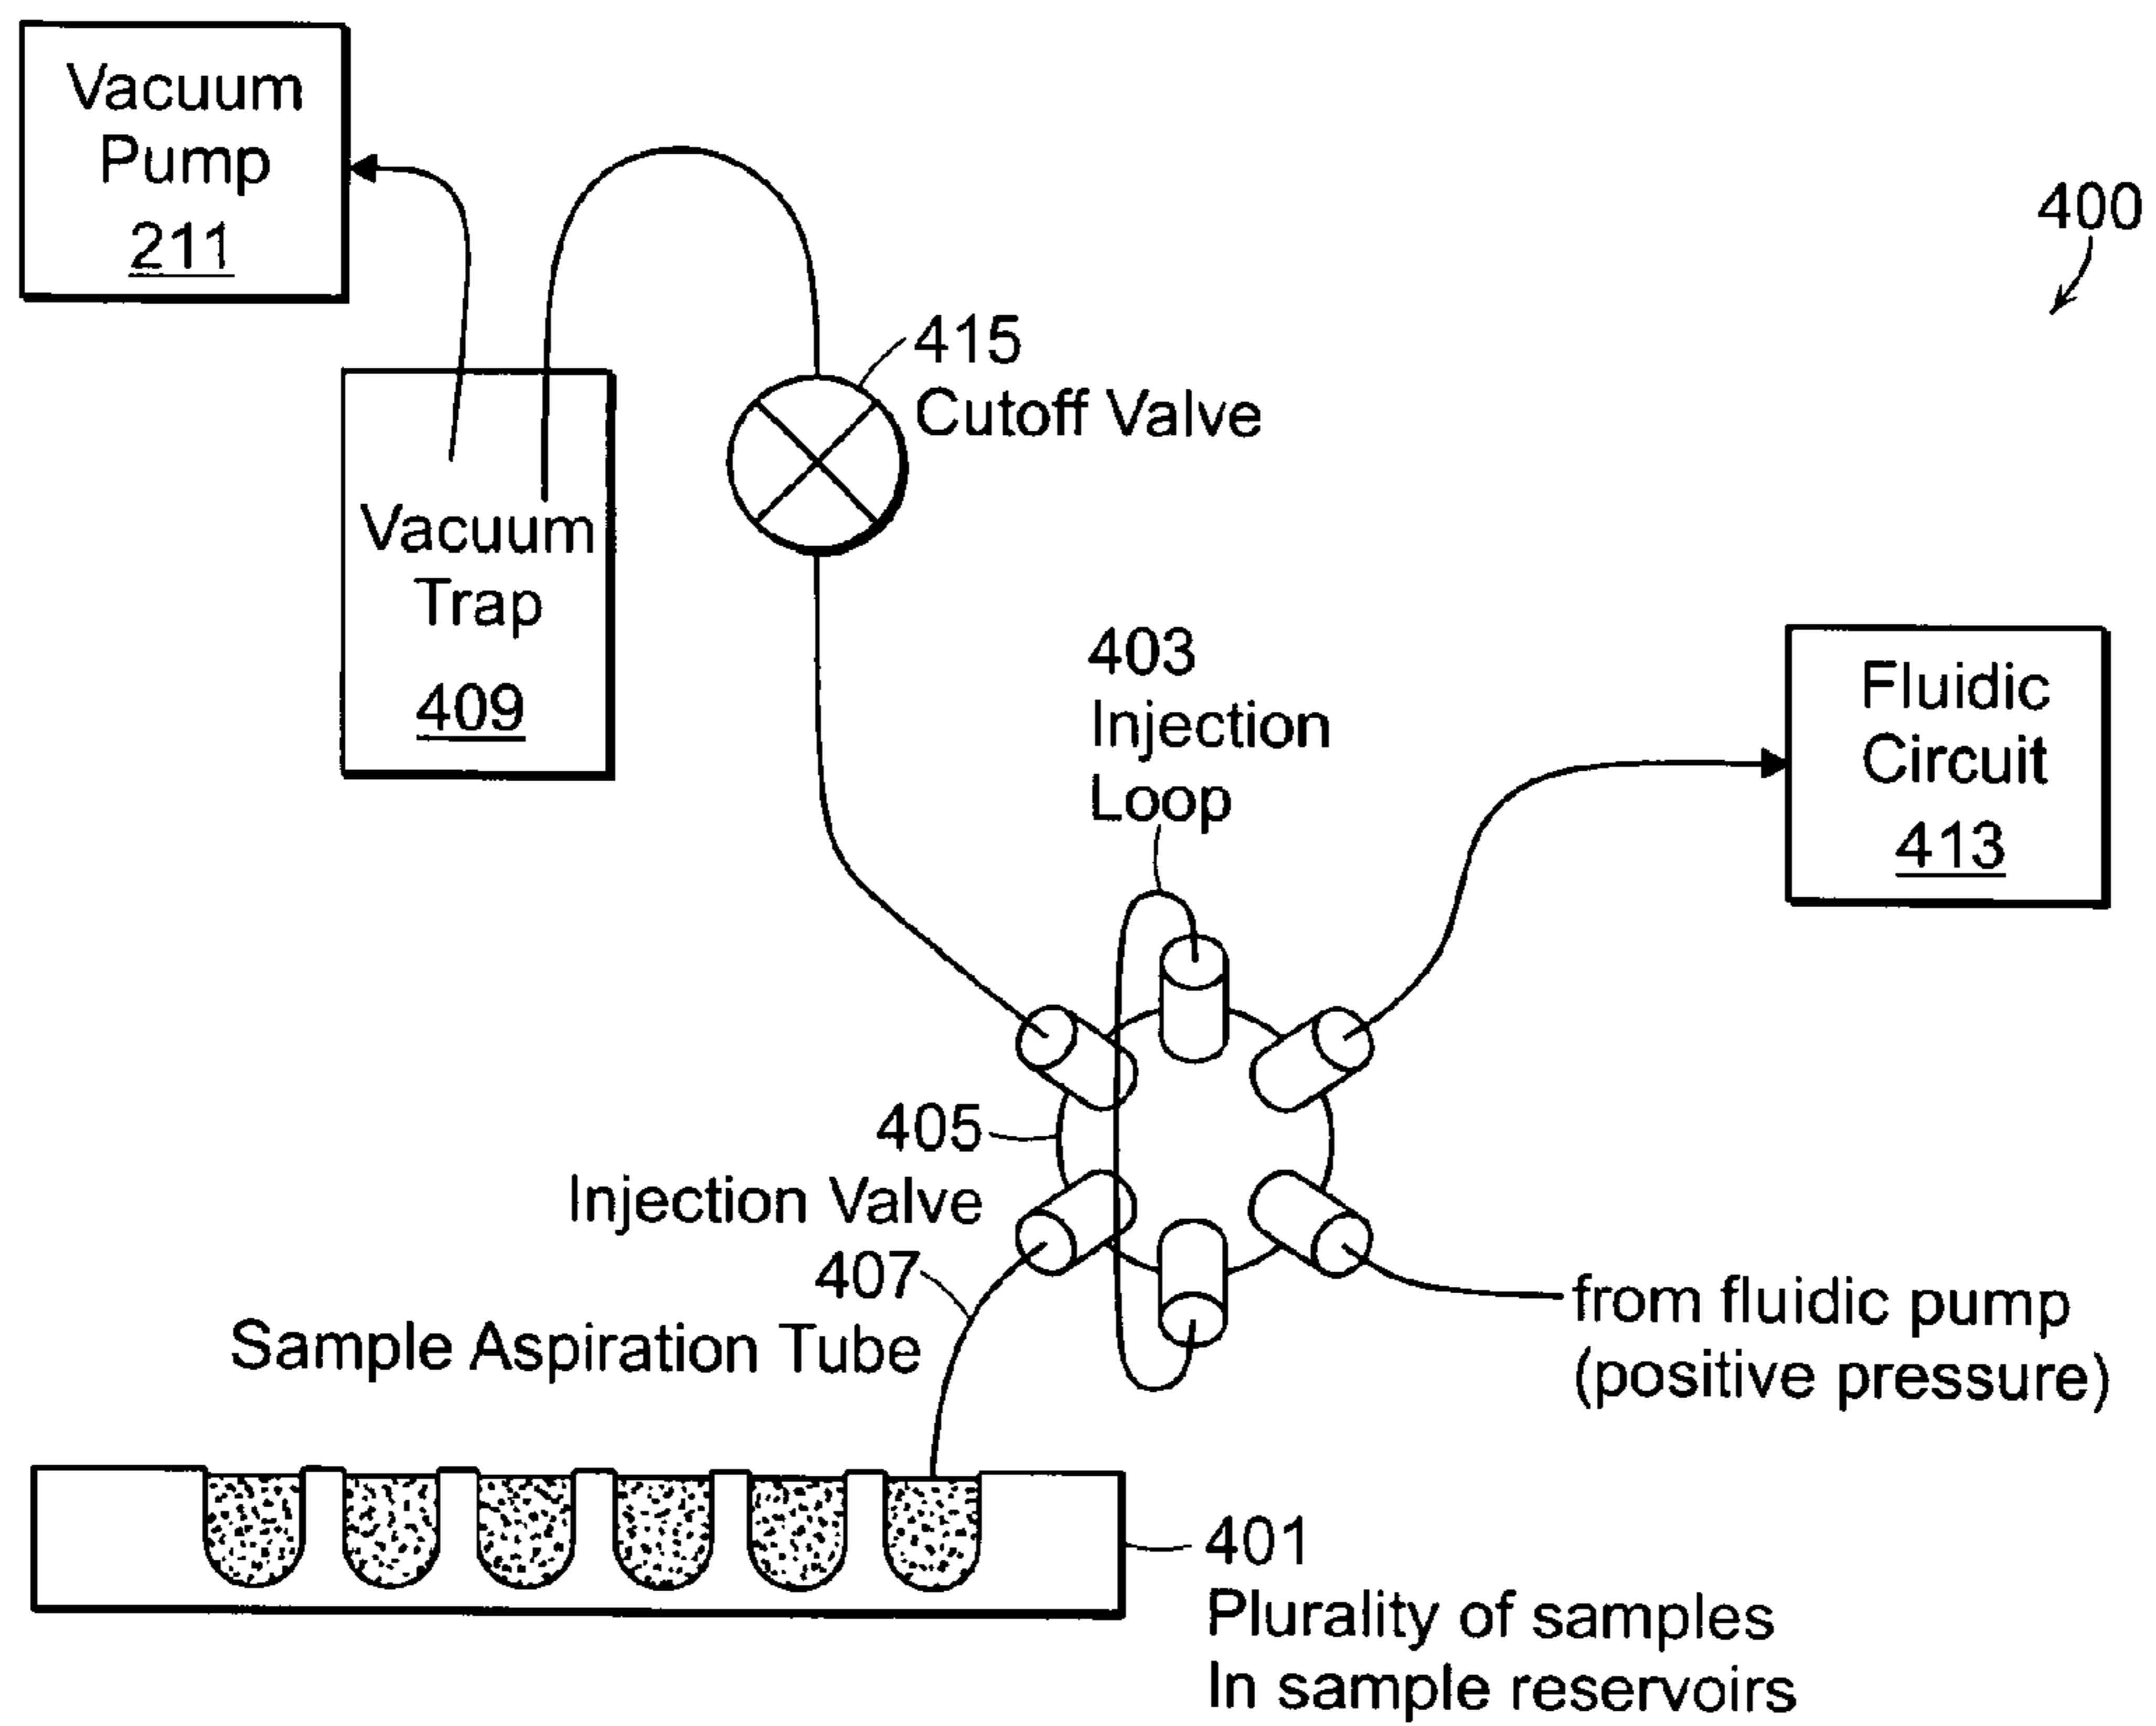 Vacuum
Pump
211
400
415
Cutoff Valve
Vacuum
Trap
409
403
Injection
Loop
Fluidic
Circuit
413
405
Injection Valve
407
Sample Aspiration Tube
from fluidic pump
(positive pressure)
401
Plurality of samples
In sample reservoirs